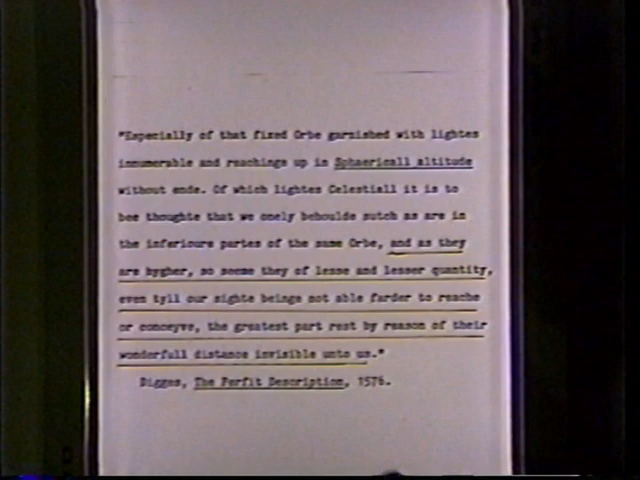 "Especially of that fixed Orbe garnished with lightes
innumerable and reachinge up in Sphaericall altitude
without ende. Of which lightes Celestiall it is to
bee thoughte that we onely behoulde sutch as are in
the inferioure partes of the same Orbe, and as they
are hygher, so seeme they of lesse and lesser quantity,
even tyll our sighte beinge not able farder to reache
or conceyve, the greatest part rest by reason of their
wonderfull distance invisible unto us."
Digges, The Perfit Description, 1576.